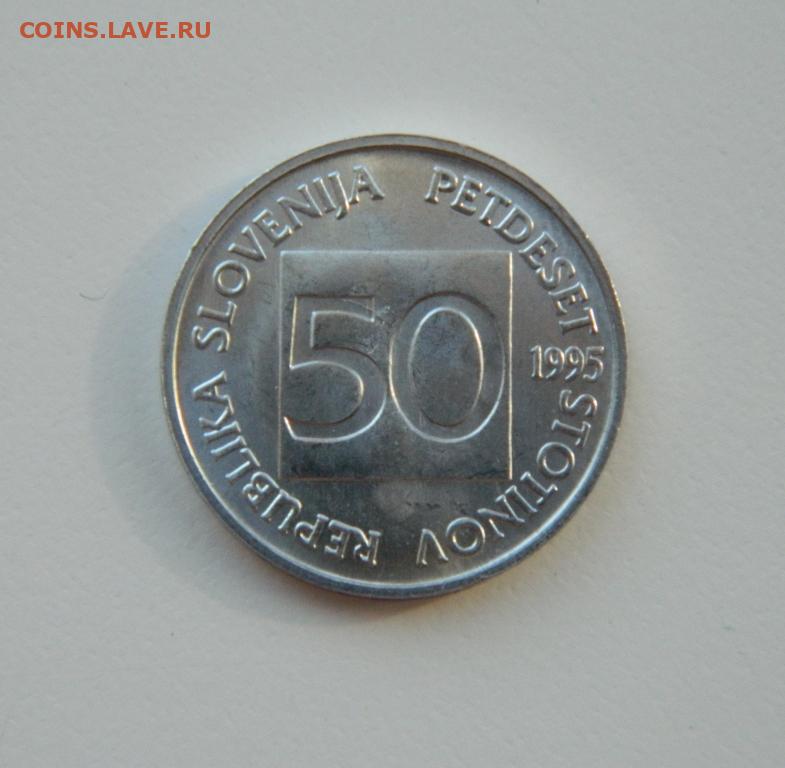 COINS.LAVE.RU
REPUBLIKA SLOVENIJA
PETDESET STOTINOV
1995
50